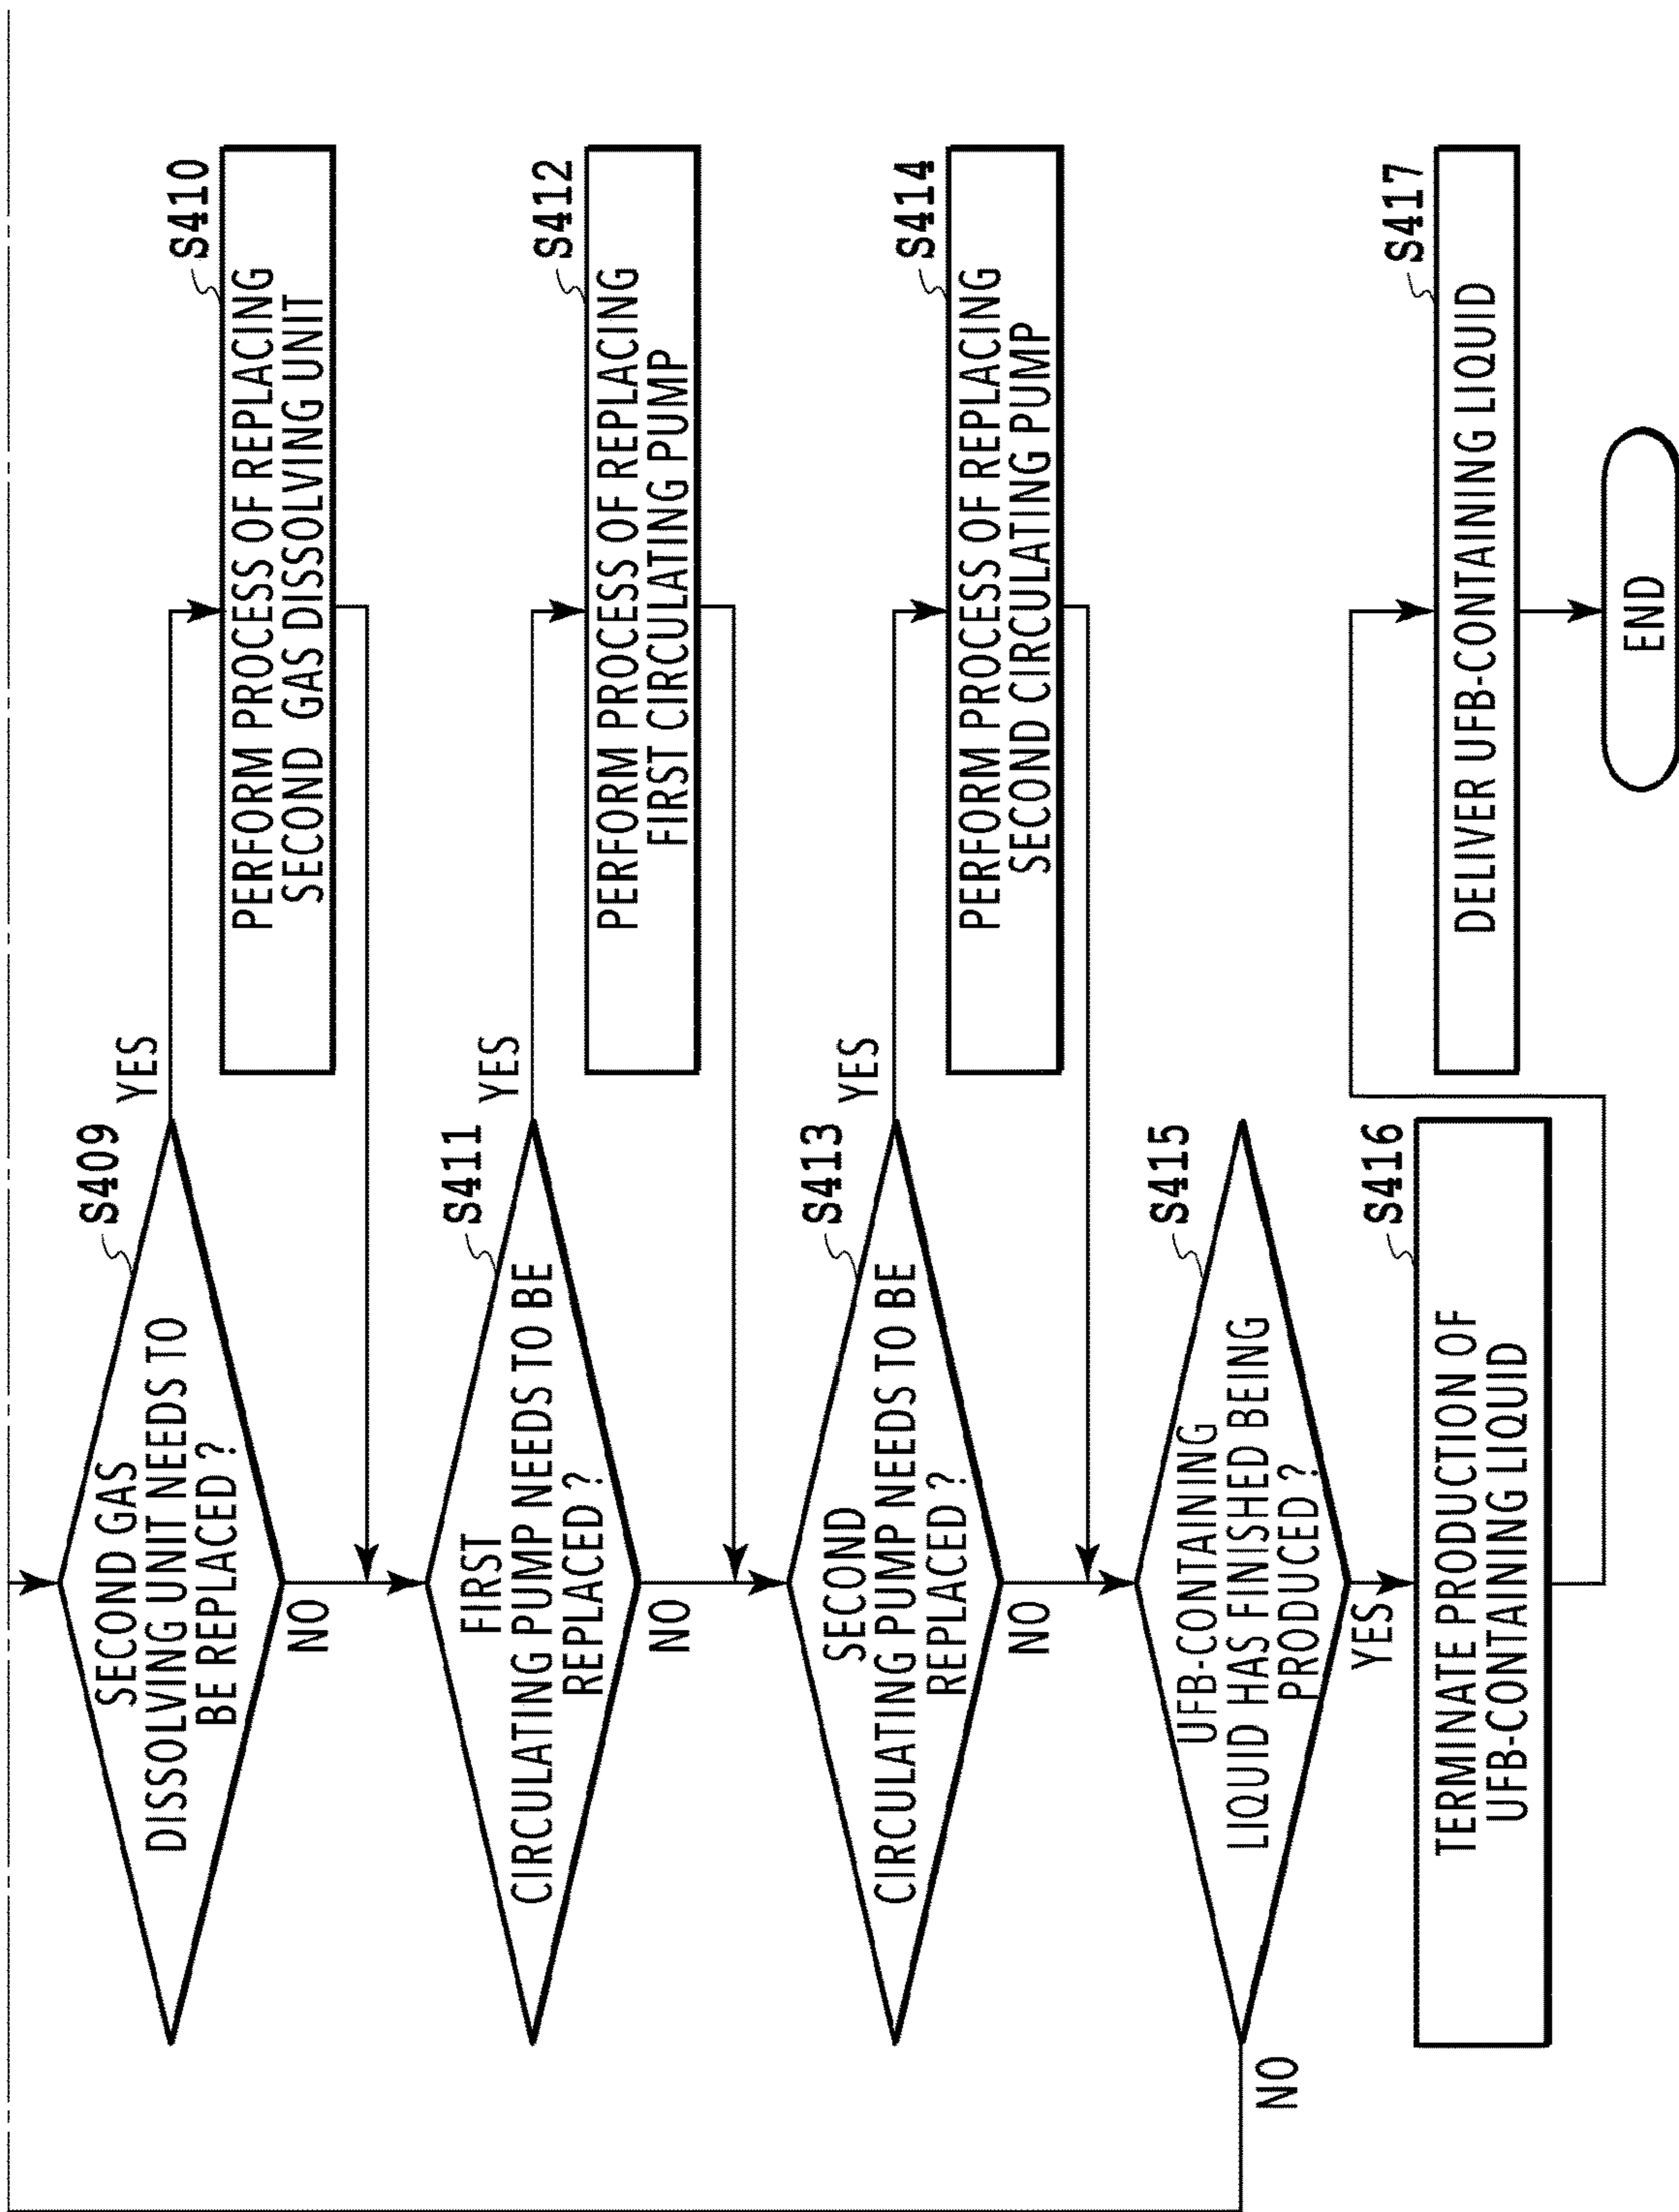 S409
SECOND GAS
DISSOLVING UNIT NEEDS TO
BE REPLACED ?
YES
NO
S410
PERFORM PROCESS OF REPLACING
SECOND GAS DISSOLVING UNIT
S411
FIRST
CIRCULATING PUMP NEEDS TO BE
REPLACED ?
YES
NO
S412
PERFORM PROCESS OF REPLACING
FIRST CIRCULATING PUMP
S413
SECOND
CIRCULATING PUMP NEEDS TO BE
REPLACED ?
YES
NO
S414
PERFORM PROCESS OF REPLACING
SECOND CIRCULATING PUMP
S415
UFB-CONTAINING
LIQUID HAS FINISHED BEING
PRODUCED ?
NO
YES
S416
TERMINATE PRODUCTION OF
UFB-CONTAINING LIQUID
S417
DELIVER UFB-CONTAINING LIQUID
END